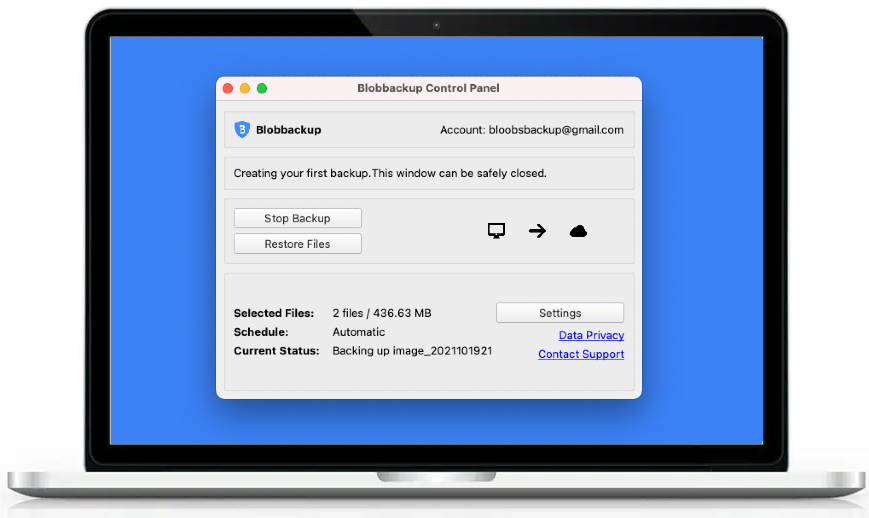 Blobbackup Control Panel
Blobbackup
Account: bloobsbackup@gmail.com
Creating your first backup.This window can be safely closed.
Stop Backup
Restore Files
Selected Files: 2 files / 436.63 MB
Settings
Schedule: Automatic
Data Privacy
Current Status: Backing up image_2021101921
Contact Support